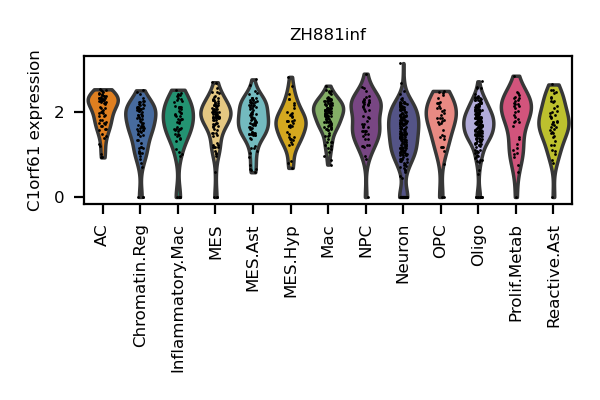 ZH881inf
C1orf61 expression
2
0
AC
Chromatin.Reg
Inflammatory.Mac
MES
MES.Ast
MES.Hyp
Mac
NPC
Neuron
OPC
Oligo
Prolif.Metab
Reactive.Ast